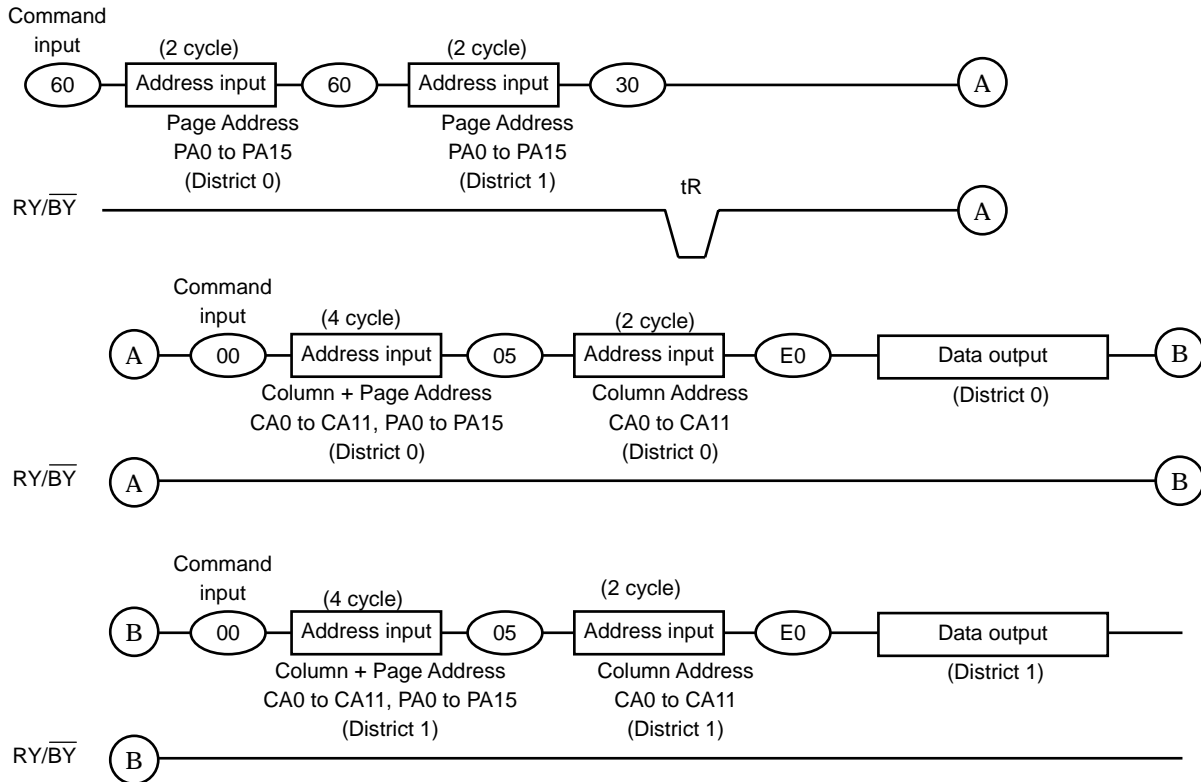 Command
input
(2 cycle)
(2 cycle)
60
Address input
60
Address input
30
A
Page Address
PA0 to PA15
(District 0)
Page Address
PA0 to PA15
(District 1)
tR
RY/BY
A
Command
input
(4 cycle)
(2 cycle)
A
00
Address input
05
Address input
E0
Data output
B
Column + Page Address
CA0 to CA11, PA0 to PA15
(District 0)
Column Address
CA0 to CA11
(District 0)
(District 0)
RY/BY
A
B
Command
input
(4 cycle)
(2 cycle)
B
00
Address input
05
Address input
E0
Data output
Column + Page Address
CA0 to CA11, PA0 to PA15
(District 1)
Column Address
CA0 to CA11
(District 1)
(District 1)
RY/BY
B